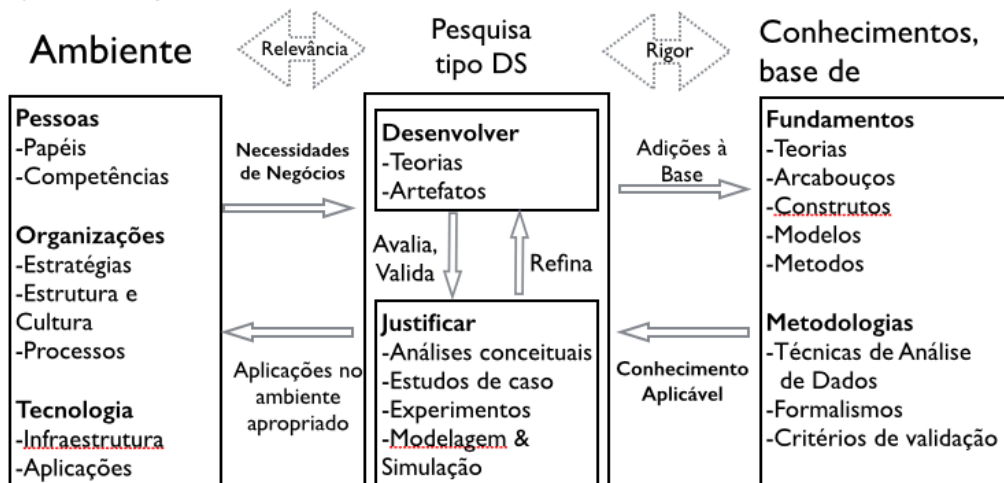 Ambiente
Relevância
Pesquisa
tipo DS
Rigor
Conhecimentos,
base de
Pessoas
-Papéis
-Competências
Organizações
-Estratégias
-Estrutura e
Cultura
-Processos
Tecnologia
-Infraestrutura
-Aplicações
Necessidades
de Negócios
Aplicações no
ambiente
apropriado
Desenvolver
-Teorias
-Artefatos
Avalia,
Valida
Refina
Justificar
-Análises conceituais
-Estudos de caso
-Experimentos
-Modelagem &
Simulação
Adições à
Base
Conhecimento
Aplicável
Fundamentos
-Teorias
-Arcabouços
-Construtos
-Modelos
-Metodos
Metodologias
-Técnicas de Análise
de Dados
-Formalismos
-Critérios de validação